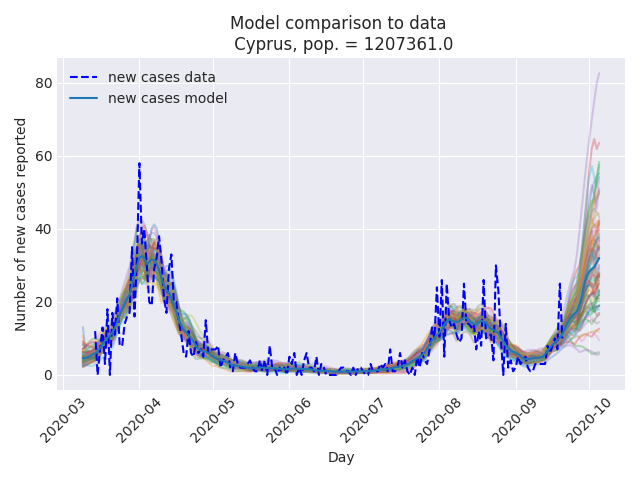 Model comparison to data
Cyprus, pop. = 1207361.0
new cases data
new cases model
Number of new cases reported
80
60
40
20
0
2020-03
2020-04
2020-05
2020-06
2020-07
2020-08
2020-09
2020-10
Day